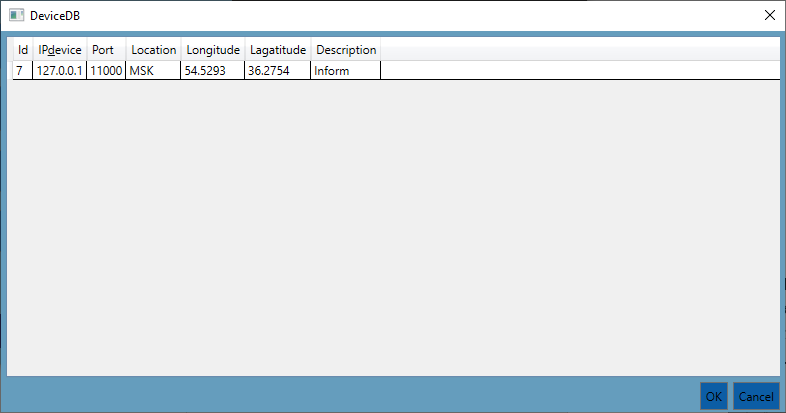 DeviceDB
Id IPdevice Port Location Longitude Lagatitude Description
7 127.0.0.1 11000 MSK 54.5293 36.2754 Inform
OK Cancel